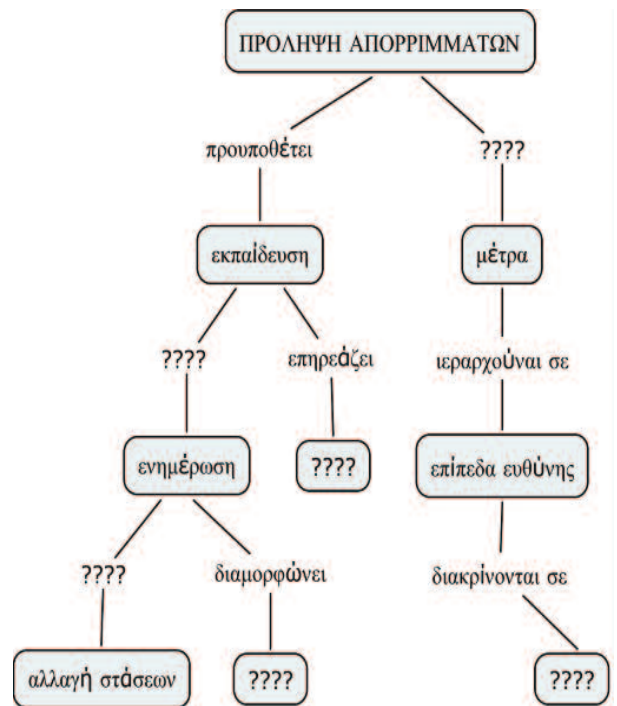 ΠΡΟΛΗΨΗ ΑΠΟΡΡΙΜΜΑΤΩΝ
προυποθέτει
????
εκπαίδευση
μέτρα
????
επηρεάζει
ιεραρχούναι σε
ενημέρωση
????
επίπεδα ευθύνης
????
διαμορφώνει
διακρίνονται σε
αλλαγή στάσεων
????
????